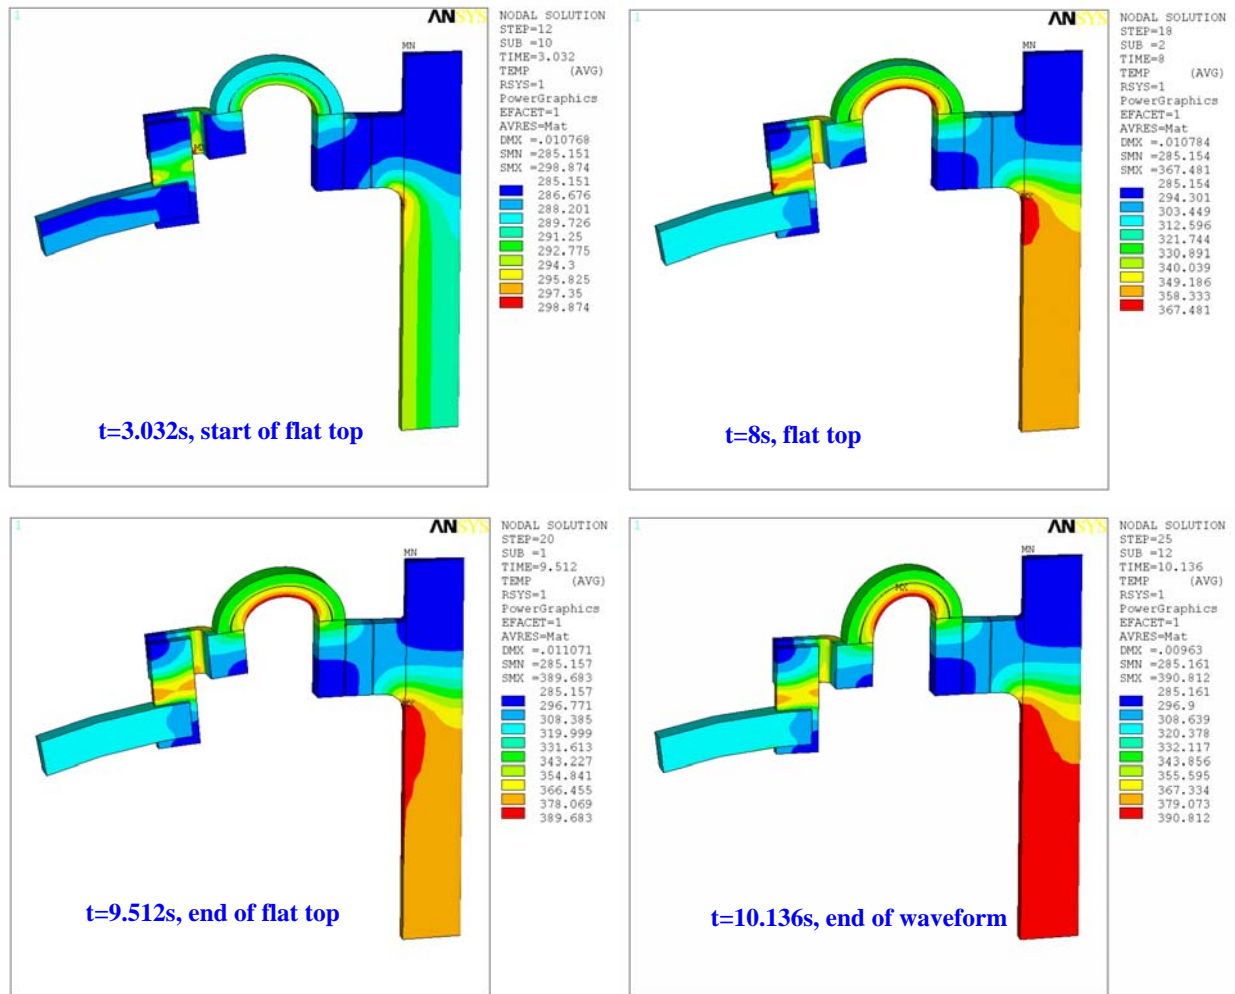 1
ANSYS
NODAL SOLUTION
STEP=12
SUB =10
TIME=3.032
TEMP (AVG)
RSYS=1
PowerGraphics
EFACET=1
AVRES=Mat
DMX =.010768
SMN =285.151
SMX =298.874
285.151
286.676
288.201
289.726
291.25
292.775
294.3
295.825
297.35
298.874
MN
MX
t=3.032s, start of flat top
1
ANSYS
NODAL SOLUTION
STEP=18
SUB =2
TIME=8
TEMP (AVG)
RSYS=1
PowerGraphics
EFACET=1
AVRES=Mat
DMX =.010784
SMN =285.154
SMX =367.481
285.154
294.301
303.449
312.596
321.744
330.891
340.039
349.186
358.333
367.481
MN
MX
t=8s, flat top
1
ANSYS
NODAL SOLUTION
STEP=20
SUB =1
TIME=9.512
TEMP (AVG)
RSYS=1
PowerGraphics
EFACET=1
AVRES=Mat
DMX =.011071
SMN =285.157
SMX =389.683
285.157
296.771
308.385
319.999
331.613
343.227
354.841
366.455
378.069
389.683
MN
MX
t=9.512s, end of flat top
1
ANSYS
NODAL SOLUTION
STEP=25
SUB =12
TIME=10.136
TEMP (AVG)
RSYS=1
PowerGraphics
EFACET=1
AVRES=Mat
DMX =.00963
SMN =285.161
SMX =390.812
285.161
296.9
308.639
320.378
332.117
343.856
355.595
367.334
379.073
390.812
MN
MX
t=10.136s, end of waveform